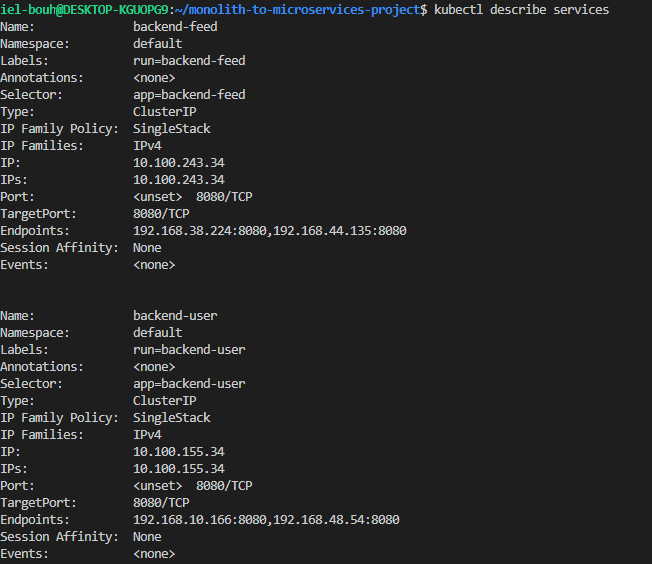 iel-bouh@DESKTOP-KGUOPG9:~/monolith-to-microservices-project$ kubectl describe services
Name:              backend-feed
Namespace:         default
Labels:            run=backend-feed
Annotations:       <none>
Selector:          app=backend-feed
Type:              ClusterIP
IP Family Policy:  SingleStack
IP Families:       IPv4
IP:                10.100.243.34
IPs:               10.100.243.34
Port:              <unset>  8080/TCP
TargetPort:        8080/TCP
Endpoints:         192.168.38.224:8080,192.168.44.135:8080
Session Affinity:  None
Events:            <none>
Name:              backend-user
Namespace:         default
Labels:            run=backend-user
Annotations:       <none>
Selector:          app=backend-user
Type:              ClusterIP
IP Family Policy:  SingleStack
IP Families:       IPv4
IP:                10.100.155.34
IPs:               10.100.155.34
Port:              <unset>  8080/TCP
TargetPort:        8080/TCP
Endpoints:         192.168.10.166:8080,192.168.48.54:8080
Session Affinity:  None
Events:            <none>